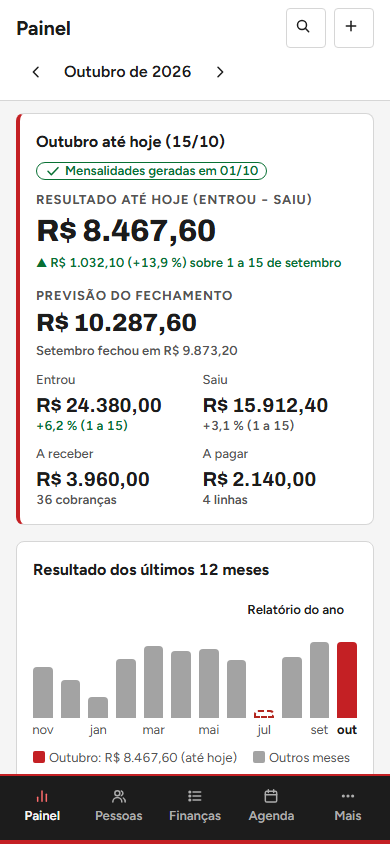 Painel
Outubro de 2026
Outubro até hoje (15/10)
Mensalidades geradas em 01/10
RESULTADO ATÉ HOJE (ENTROU – SAIU)
R$ 8.467,60
▲ R$ 1.032,10 (+13,9 %) sobre 1 a 15 de setembro
PREVISÃO DO FECHAMENTO
R$ 10.287,60
Setembro fechou em R$ 9.873,20
Entrou Saiu
R$ 24.380,00 R$ 15.912,40
+6,2 % (1 a 15) +3,1 % (1 a 15)
A receber A pagar
R$ 3.960,00 R$ 2.140,00
36 cobranças 4 linhas
Resultado dos últimos 12 meses
Relatório do ano
nov jan mar mai jul set out
Outubro: R$ 8.467,60 (até hoje) Outros meses
Painel Pessoas Finanças Agenda Mais